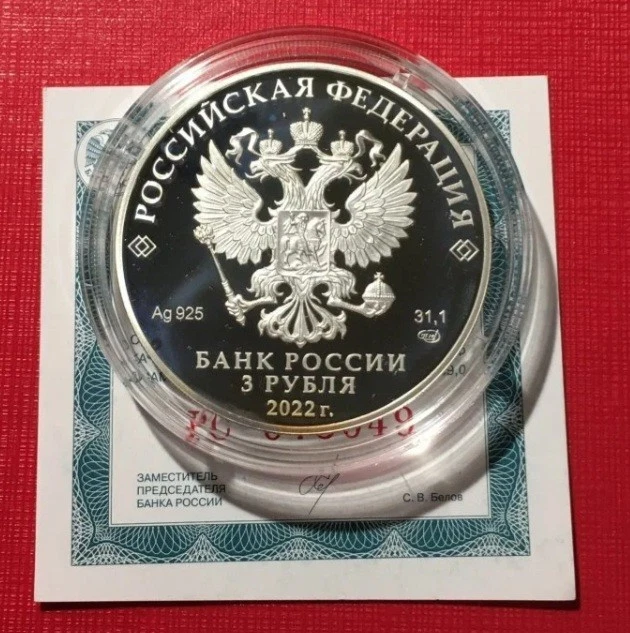 РОССИЙСКАЯ ФЕДЕРАЦИЯ
Ag 925
31,1
БАНК РОССИИ
3 РУБЛЯ
2022 г.
ЗАМЕСТИТЕЛЬ
ПРЕДСЕДАТЕЛЯ
БАНКА РОССИИ
С. В. Белов